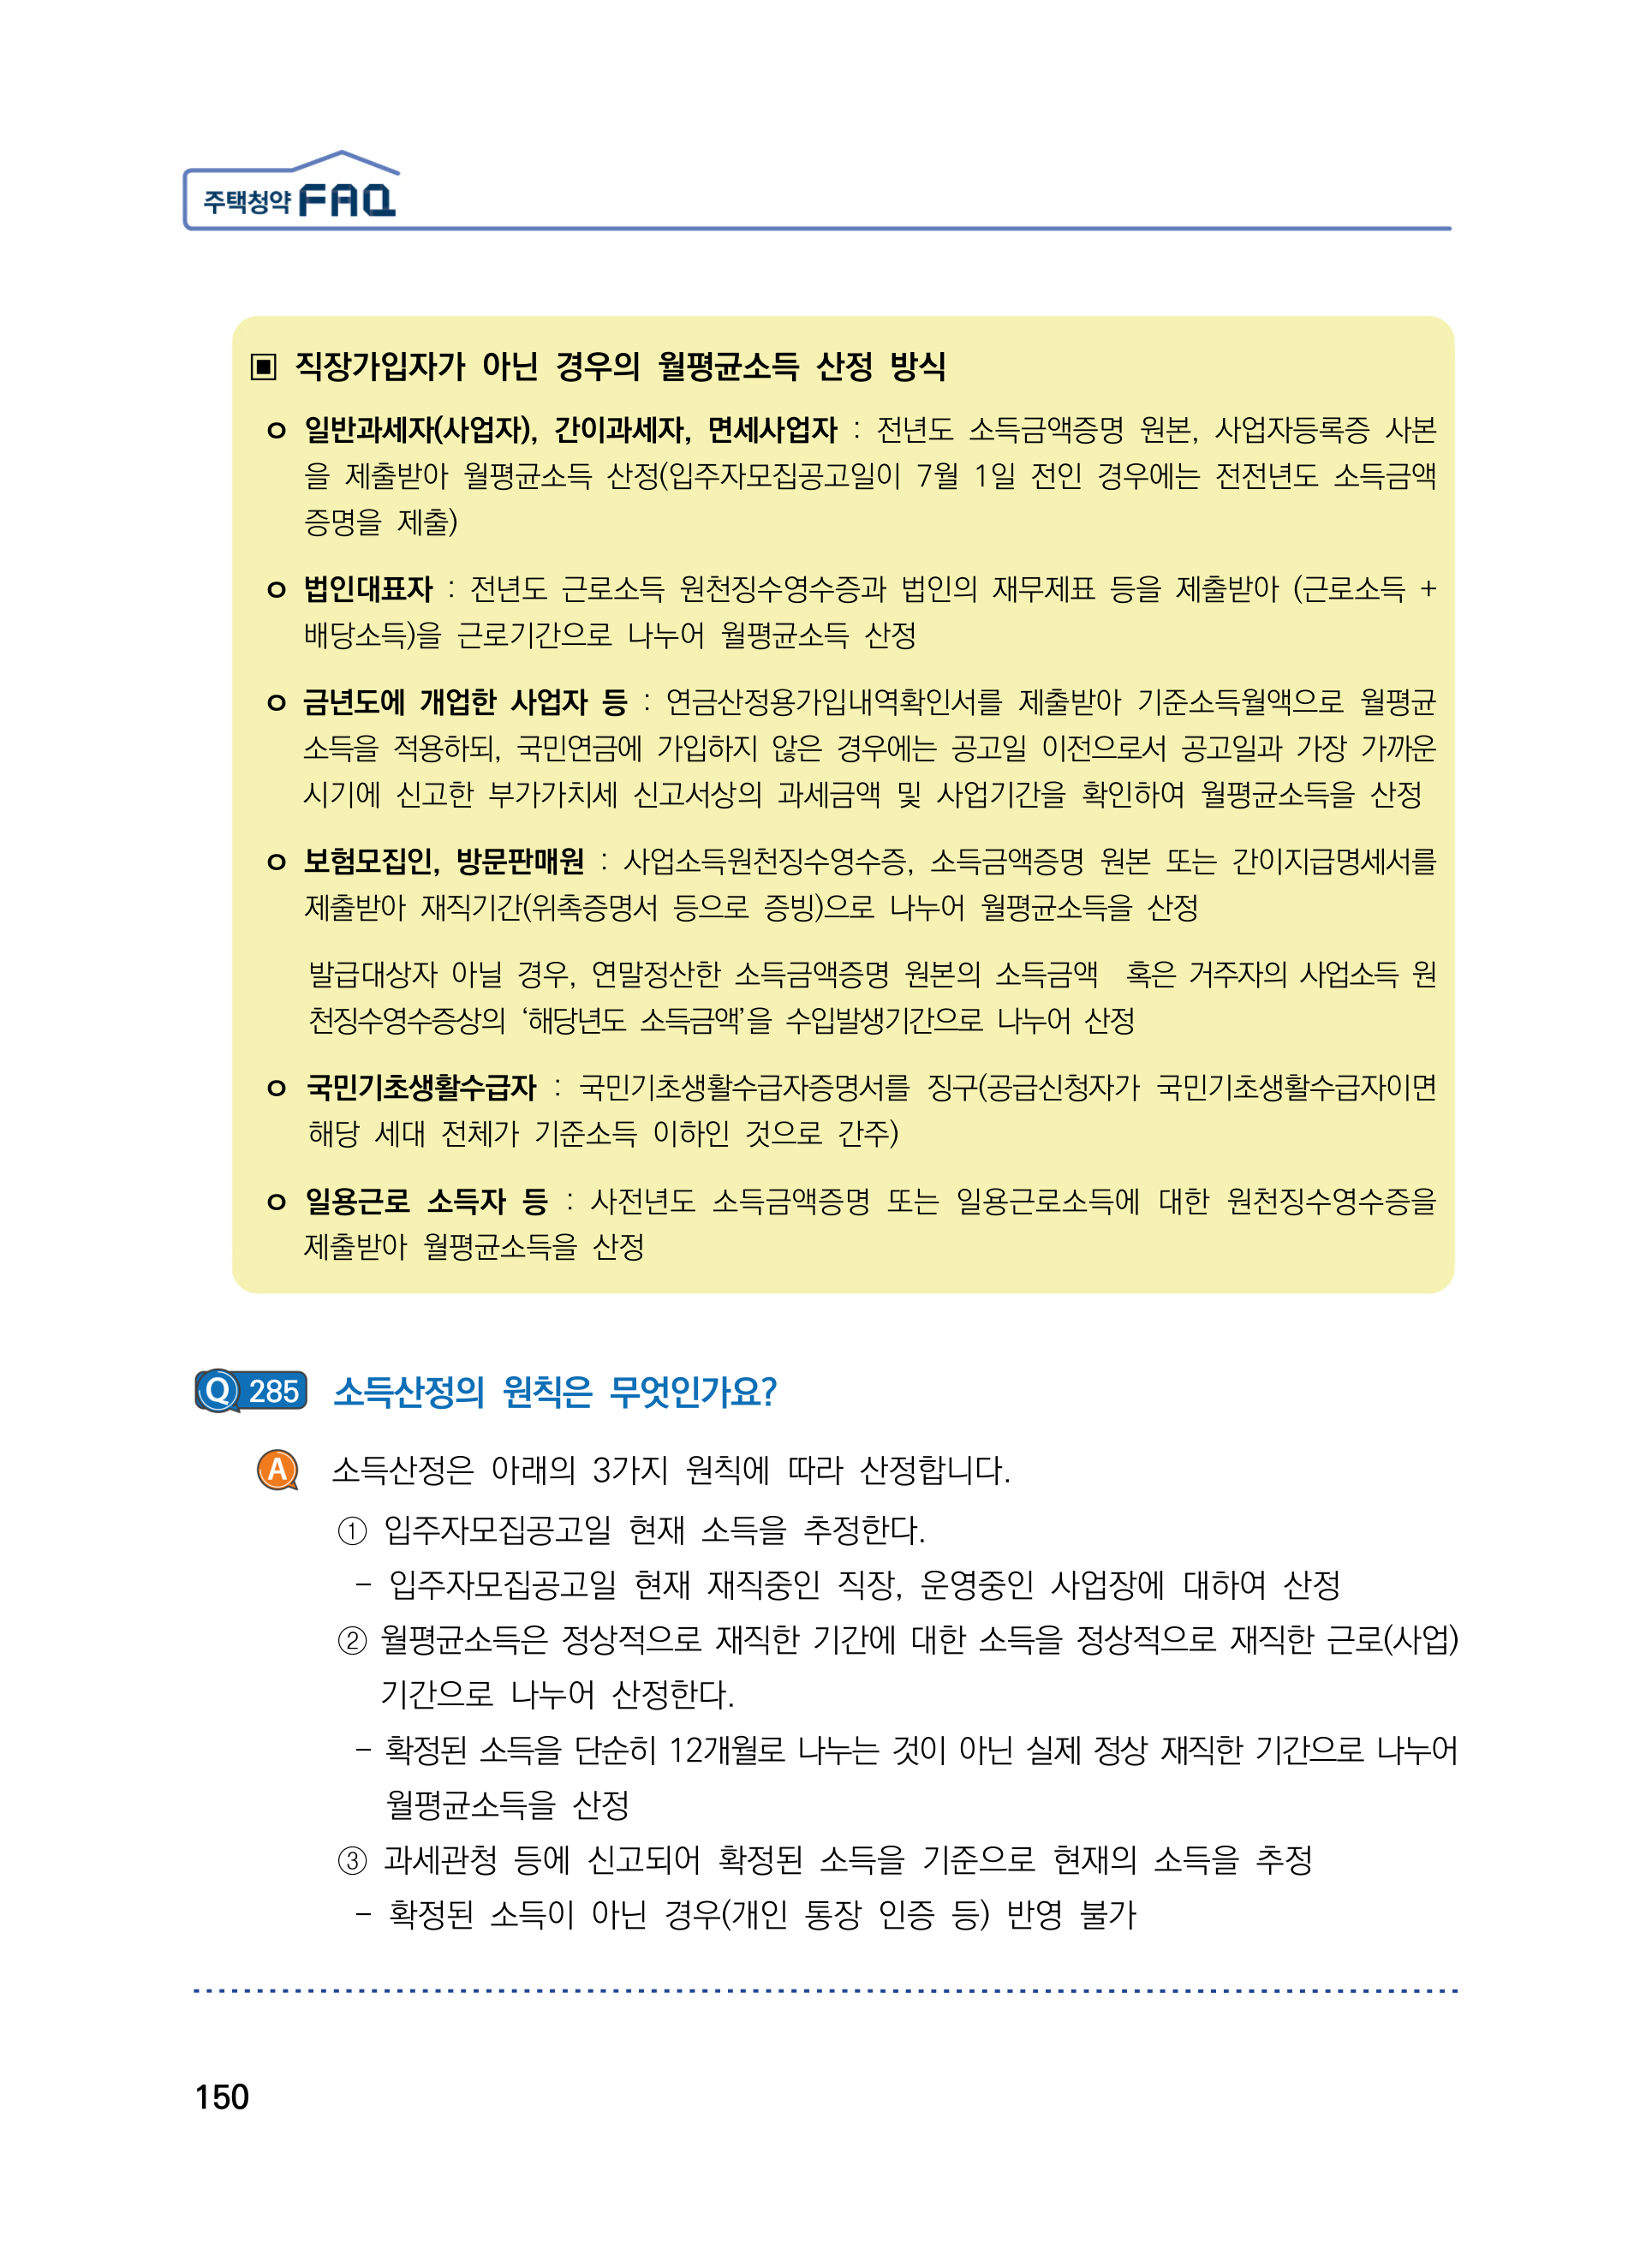 주택청약 FAQ
▣ 직장가입자가 아닌 경우의 월평균소득 산정 방식
ㅇ 일반과세자(사업자), 간이과세자, 면세사업자 : 전년도 소득금액증명 원본, 사업자등록증 사본
을 제출받아 월평균소득 산정(입주자모집공고일이 7월 1일 전인 경우에는 전전년도 소득금액
증명을 제출)
ㅇ 법인대표자 : 전년도 근로소득 원천징수영수증과 법인의 재무제표 등을 제출받아 (근로소득 +
배당소득)을 근로기간으로 나누어 월평균소득 산정
ㅇ 금년도에 개업한 사업자 등 : 연금산정용가입내역확인서를 제출받아 기준소득월액으로 월평균
소득을 적용하되, 국민연금에 가입하지 않은 경우에는 공고일 이전으로서 공고일과 가장 가까운
시기에 신고한 부가가치세 신고서상의 과세금액 및 사업기간을 확인하여 월평균소득을 산정
ㅇ 보험모집인, 방문판매원 : 사업소득원천징수영수증, 소득금액증명 원본 또는 간이지급명세서를
제출받아 재직기간(위촉증명서 등으로 증빙)으로 나누어 월평균소득을 산정
발급대상자 아닐 경우, 연말정산한 소득금액증명 원본의 소득금액 혹은 거주자의 사업소득 원
천징수영수증상의 ‘해당년도 소득금액’을 수입발생기간으로 나누어 산정
ㅇ 국민기초생활수급자 : 국민기초생활수급자증명서를 징구(공급신청자가 국민기초생활수급자이면
해당 세대 전체가 기준소득 이하인 것으로 간주)
ㅇ 일용근로 소득자 등 : 사전년도 소득금액증명 또는 일용근로소득에 대한 원천징수영수증을
제출받아 월평균소득을 산정
Q 285 소득산정의 원칙은 무엇인가요?
A 소득산정은 아래의 3가지 원칙에 따라 산정합니다.
① 입주자모집공고일 현재 소득을 추정한다.
- 입주자모집공고일 현재 재직중인 직장, 운영중인 사업장에 대하여 산정
② 월평균소득은 정상적으로 재직한 기간에 대한 소득을 정상적으로 재직한 근로(사업)
기간으로 나누어 산정한다.
- 확정된 소득을 단순히 12개월로 나누는 것이 아닌 실제 정상 재직한 기간으로 나누어
월평균소득을 산정
③ 과세관청 등에 신고되어 확정된 소득을 기준으로 현재의 소득을 추정
- 확정된 소득이 아닌 경우(개인 통장 인증 등) 반영 불가
150